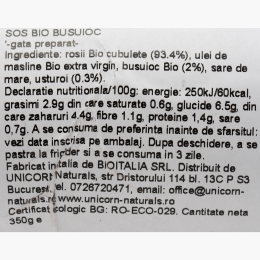 SOS BIO BUSUIOC
'-gata preparat-
Ingrediente: rosii Bio cubulete (93.4%), ulei de
masline Bio extra virgin, busuioc Bio (2%), sare de
mare, usturoi (0.3%).
Declaratie nutritionala/100g: energie: 250kJ/60kcal,
grasimi 2.9g din care saturate 0.6g, glucide 6.5g, din
care zaharuri 4.4g, fibre 1.1g, proteine 1,4g, sare
0,7g. A se consuma de preferinta inainte de sfarsitul:
vezi data inscrisa pe ambalaj. Dupa deschidere, a se
pastra la frigider si a se consuma in 3 zile.
Fabricat in Italia de BIOITALIA SRL. Distribuit de
UNICORN Naturals, str Dristorului 114 bl. 13C P S3
Bucuresti, tel. 0726720471, email: office@unicorn-
naturals.ro www.unicorn-naturals.ro
Certificat ecologic BG: RO-ECO-029. Cantitate neta
350g e